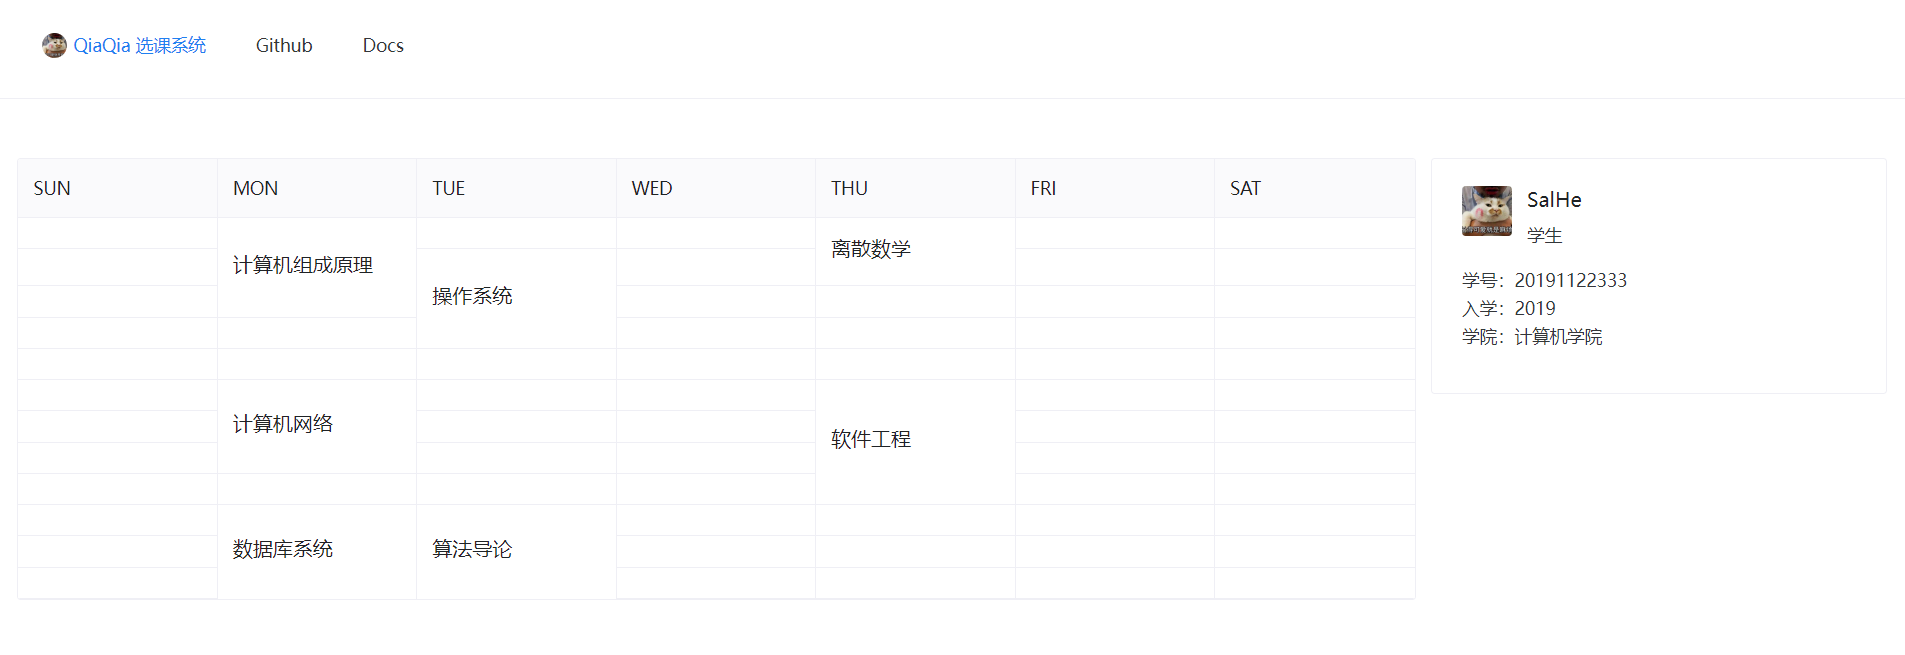 QiaQia 选课系统 Github Docs
SUN MON TUE WED THU FRI SAT
离散数学
计算机组成原理
操作系统
计算机网络
软件工程
数据库系统 算法导论
SalHe
学生
学号：20191122333
入学：2019
学院：计算机学院